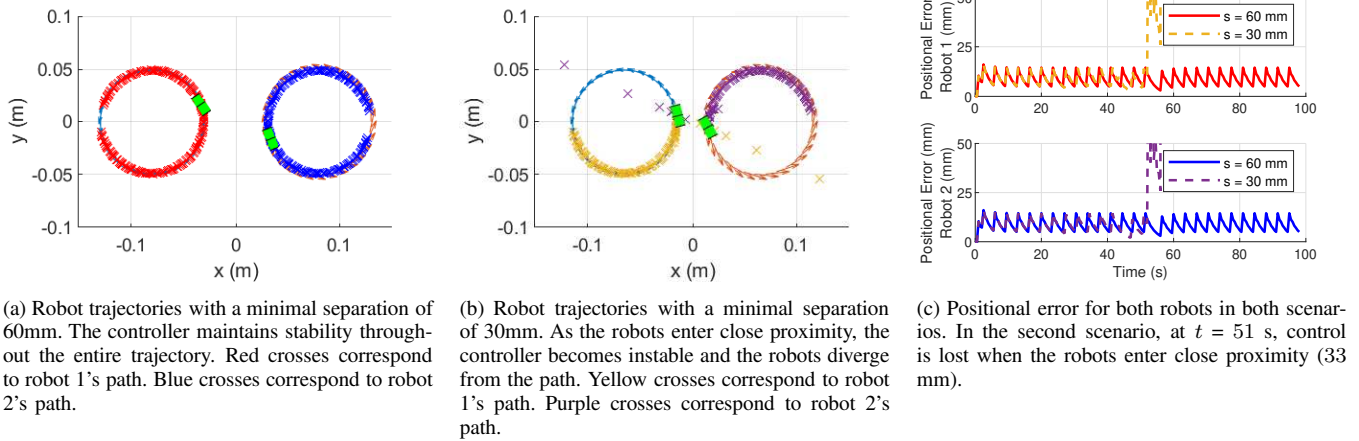 0.1
0.05
0
-0.05
-0.1
y (m)
-0.1
0
0.1
x (m)
0.1
0.05
0
-0.05
-0.1
y (m)
-0.1
0
0.1
x (m)
50
25
0
Positional Error
Robot 1 (mm)
s = 60 mm
s = 30 mm
0
20
40
60
80
100
50
25
0
Positional Error
Robot 2 (mm)
s = 60 mm
s = 30 mm
0
20
40
60
80
100
Time (s)
(a) Robot trajectories with a minimal separation of
60mm. The controller maintains stability through-
out the entire trajectory. Red crosses correspond
to robot 1's path. Blue crosses correspond to robot
2's path.
(b) Robot trajectories with a minimal separation
of 30mm. As the robots enter close proximity, the
controller becomes instable and the robots diverge
from the path. Yellow crosses correspond to robot
1's path. Purple crosses correspond to robot 2's
path.
(c) Positional error for both robots in both scenar-
ios. In the second scenario, at t = 51 s, control
is lost when the robots enter close proximity (33
mm).